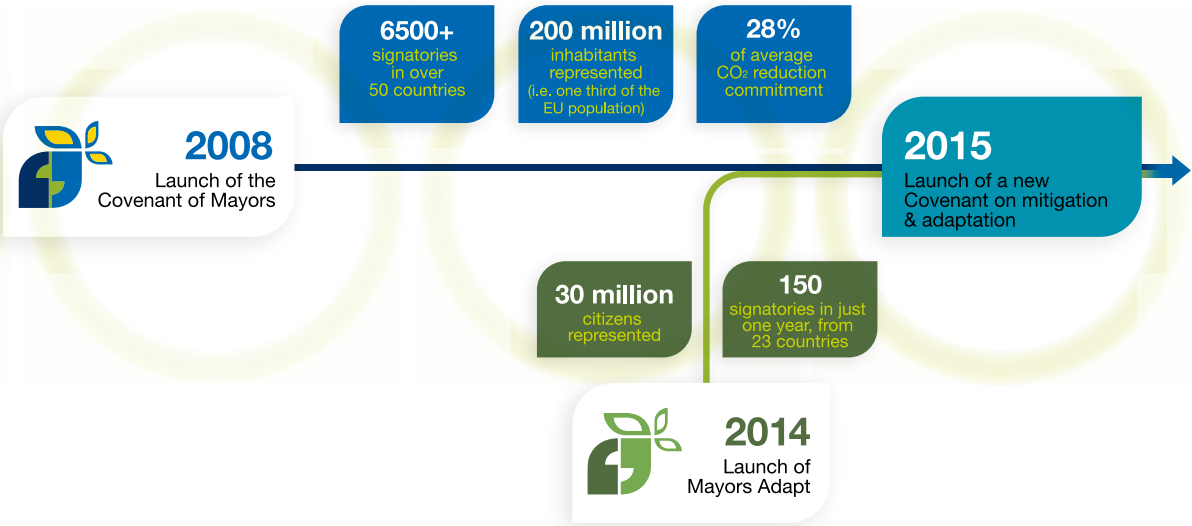 6500+
signatories
in over
50 countries
200 million
inhabitants
represented
(i.e. one third of the
EU population)
28%
of average
CO₂ reduction
commitment
2008
Launch of the
Covenant of Mayors
2015
Launch of a new
Covenant on mitigation
& adaptation
30 million
citizens
represented
150
signatories in just
one year, from
23 countries
2014
Launch of
Mayors Adapt